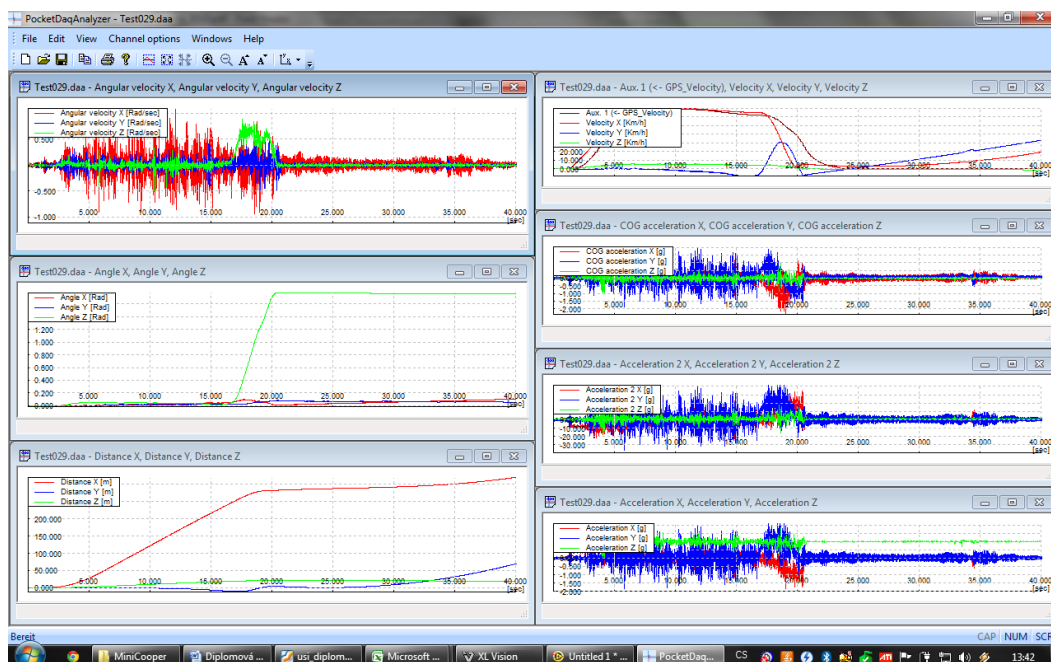 PocketDaqAnalyzer - Test029.daa
File Edit View Channel options Windows Help
Test029.daa - Angular velocity X, Angular velocity Y, Angular velocity Z
Angular velocity X [Rad/sec]
Angular velocity Y [Rad/sec]
Angular velocity Z [Rad/sec]
0.500
-0.500
-1.000
5.000 10.000 15.000 20.000 25.000 30.000 35.000 40.000
[sec]
Test029.daa - Angle X, Angle Y, Angle Z
Angle X [Rad]
Angle Y [Rad]
Angle Z [Rad]
1.200
1.000
0.800
0.600
0.400
0.200
0.000
5.000 10.000 15.000 20.000 25.000 30.000 35.000 40.000
[sec]
Test029.daa - Distance X, Distance Y, Distance Z
Distance X [m]
Distance Y [m]
Distance Z [m]
200.000
150.000
100.000
50.000
0.000
5.000 10.000 15.000 20.000 25.000 30.000 35.000 40.000
[sec]
Test029.daa - Aux. 1 (<- GPS_Velocity), Velocity X, Velocity Y, Velocity Z
Aux. 1 (<- GPS_Velocity)
Velocity X [Km/h]
Velocity Y [Km/h]
Velocity Z [Km/h]
20.000
10.000
0.000
5.000 10.000 15.000 20.000 25.000 30.000 35.000 40.000
[sec]
Test029.daa - COG acceleration X, COG acceleration Y, COG acceleration Z
COG acceleration X [g]
COG acceleration Y [g]
COG acceleration Z [g]
-0.500
-1.000
-1.500
-2.000
5.000 10.000 15.000 20.000 25.000 30.000 35.000 40.000
[sec]
Test029.daa - Acceleration 2 X, Acceleration 2 Y, Acceleration 2 Z
Acceleration 2 X [g]
Acceleration 2 Y [g]
Acceleration 2 Z [g]
-10.000
-20.000
-30.000
5.000 10.000 15.000 20.000 25.000 30.000 35.000 40.000
[sec]
Test029.daa - Acceleration X, Acceleration Y, Acceleration Z
Acceleration X [g]
Acceleration Y [g]
Acceleration Z [g]
-0.500
-1.000
-1.500
-2.000
5.000 10.000 15.000 20.000 25.000 30.000 35.000 40.000
[sec]
Bereit
CAP NUM SCR
MiniCooper
Diplomová ...
usi_diplom...
Microsoft ...
XL Vision
Untitled 1 * ...
PocketDaq...
CS
13:42